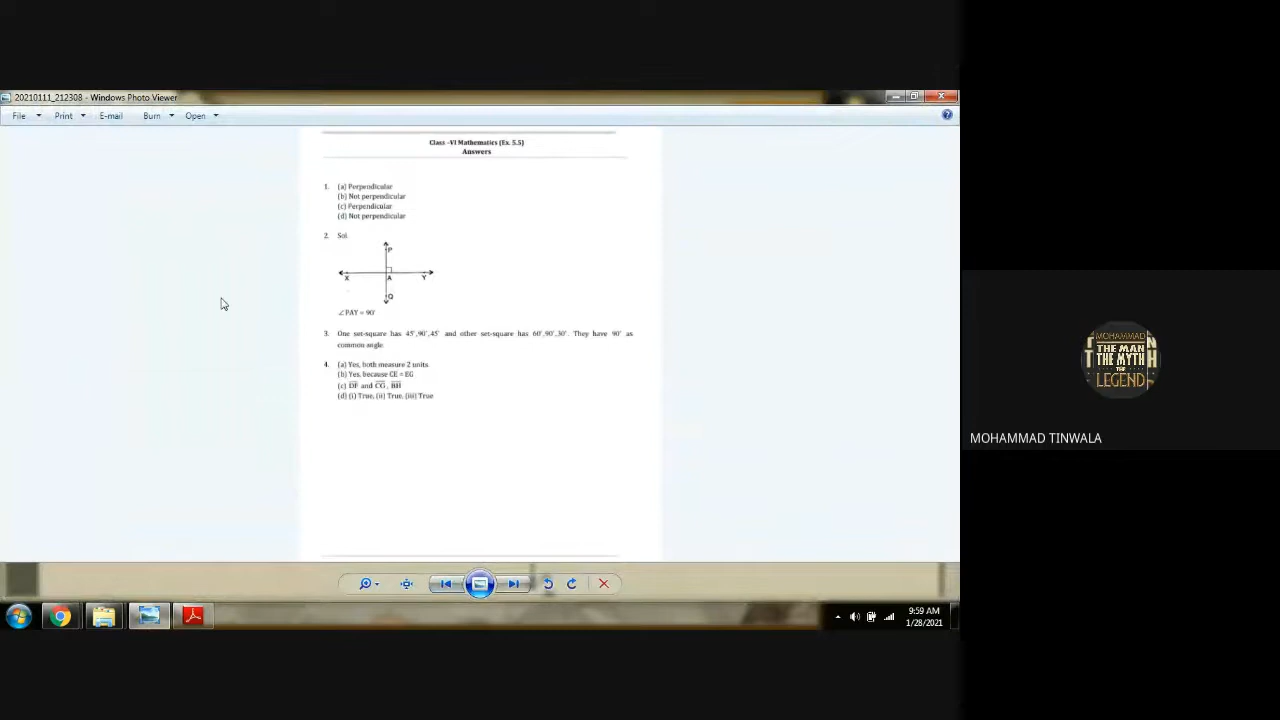 20210111_212308 - Windows Photo Viewer
File Print E-mail Burn Open
Class -VI Mathematics (Ex. 5.5)
Answers
1. (a) Perpendicular
(b) Not perpendicular
(c) Perpendicular
(d) Not perpendicular
2. Sol.
P
X A Y
Q
∠PAY = 90°
3. One set-square has 45°,90°,45° and other set-square has 60°,90°,30°. They have 90° as
common angle.
4. (a) Yes, both measure 2 units.
(b) Yes, because CE = EG
(c) DF and CG , BH
(d) (i) True, (ii) True, (iii) True
9:59 AM
1/28/2021
MOHAMMAD
THE MAN
THE MYTH
THE
LEGEND
MOHAMMAD TINWALA